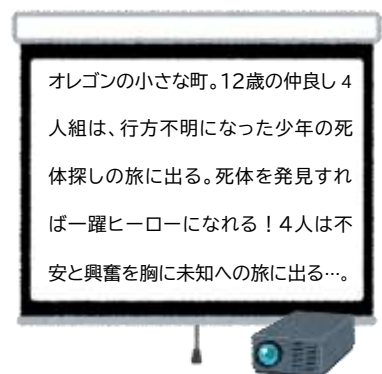 オレゴンの小さな町。12歳の仲良し4
人組は、行方不明になった少年の死
体探しの旅に出る。死体を発見すれ
ば一躍ヒーローになれる！4人は不
安と興奮を胸に未知への旅に出る…。